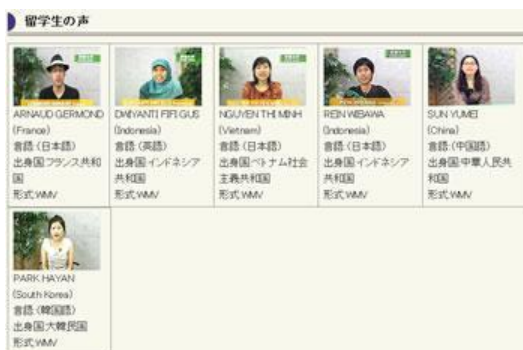 留学生の声
ARNAUD GERMOND
(France)
言語（日本語）
出身国:フランス共和
国
形式:WMV
DWIYANTI FIFI GUS
(Indonesia)
言語（英語）
出身国:インドネシア
共和国
形式:WMV
NGUYEN THI MINH
(Vietnam)
言語（日本語）
出身国:ベトナム社会
主義共和国
形式:WMV
REIN WIBAWA
(Indonesia)
言語（日本語）
出身国:インドネシア
共和国
形式:WMV
SUN YUMEI
(China)
言語（中国語）
出身国:中華人民共
和国
形式:WMV
PARK HAYAN
(South Korea)
言語（韓国語）
出身国:大韓民国
形式:WMV